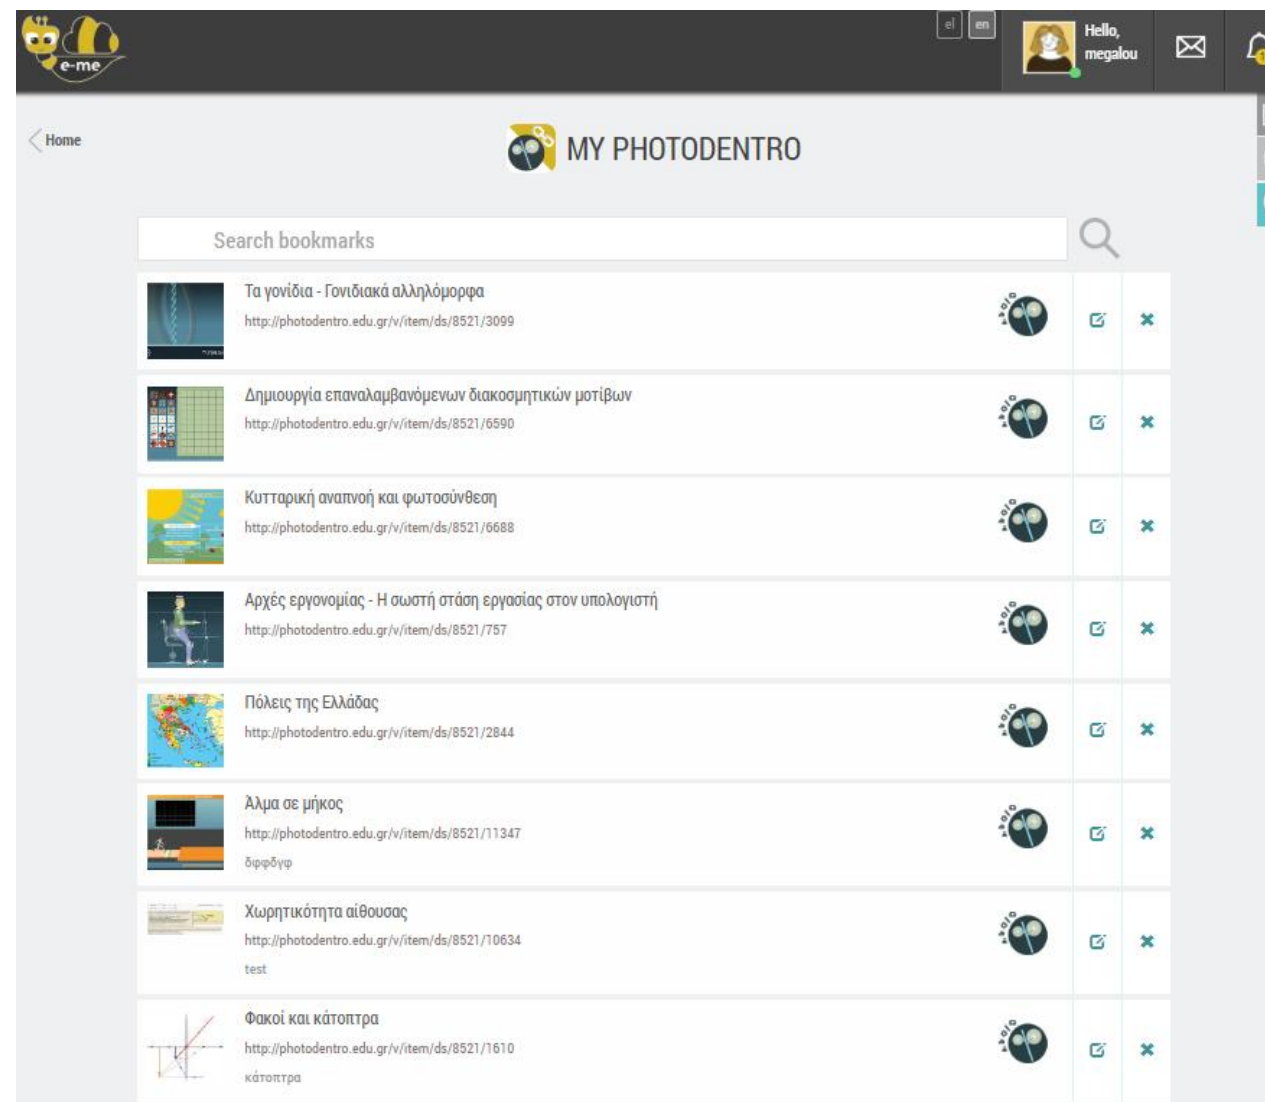 e-me
el en
Hello,
megalou
Home
MY PHOTODENTRO
Search bookmarks
Τα γονίδια - Γονιδιακά αλληλόμορφα
http://photodentro.edu.gr/v/item/ds/8521/3099
Δημιουργία επαναλαμβανόμενων διακοσμητικών μοτίβων
http://photodentro.edu.gr/v/item/ds/8521/6590
Κυτταρική αναπνοή και φωτοσύνθεση
http://photodentro.edu.gr/v/item/ds/8521/6688
Αρχές εργονομίας - Η σωστή στάση εργασίας στον υπολογιστή
http://photodentro.edu.gr/v/item/ds/8521/757
Πόλεις της Ελλάδας
http://photodentro.edu.gr/v/item/ds/8521/2844
Άλμα σε μήκος
http://photodentro.edu.gr/v/item/ds/8521/11347
δφφδγφ
Χωρητικότητα αίθουσας
http://photodentro.edu.gr/v/item/ds/8521/10634
test
Φακοί και κάτοπτρα
http://photodentro.edu.gr/v/item/ds/8521/1610
κάτοπτρα